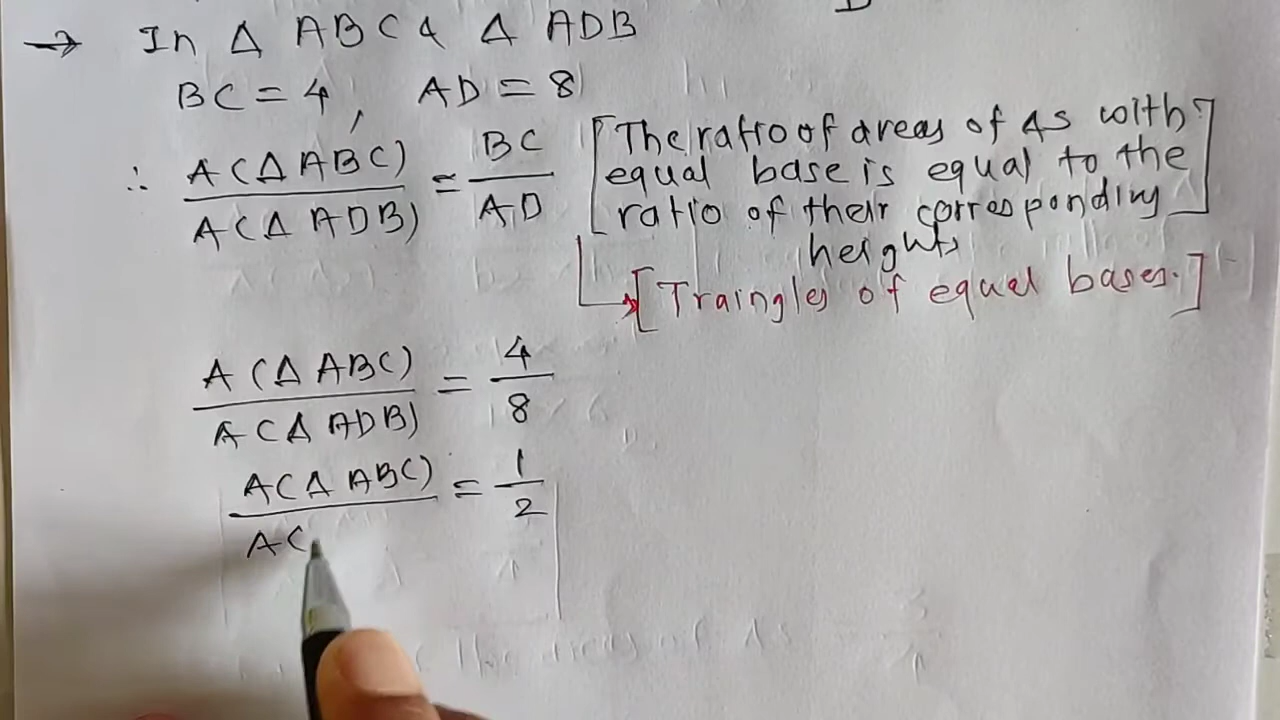 → In Δ ABC & Δ ADB
BC = 4, AD = 8
∴ A(Δ ABC) / A(Δ ADB) = BC / AD [The ratio of areas of Δs with
equal base is equal to the
ratio of their corresponding
heights]
[Traingles of equal bases.]
A(Δ ABC) / A(Δ ADB) = 4 / 8
A(Δ ABC) / A( = 1 / 2